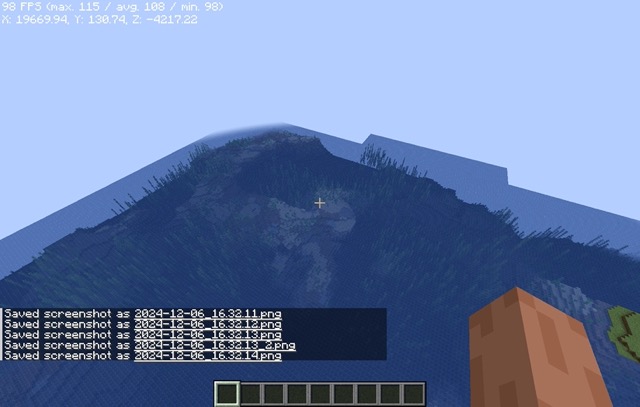 98 FPS (max. 115 / avg. 108 / min. 98)
X: 19669.94, Y: 130.74, Z: -4217.22
Saved screenshot as 2024-12-06_16.32.11.png
Saved screenshot as 2024-12-06_16.32.12.png
Saved screenshot as 2024-12-06_16.32.13.png
Saved screenshot as 2024-12-06_16.32.13_2.png
Saved screenshot as 2024-12-06_16.32.14.png